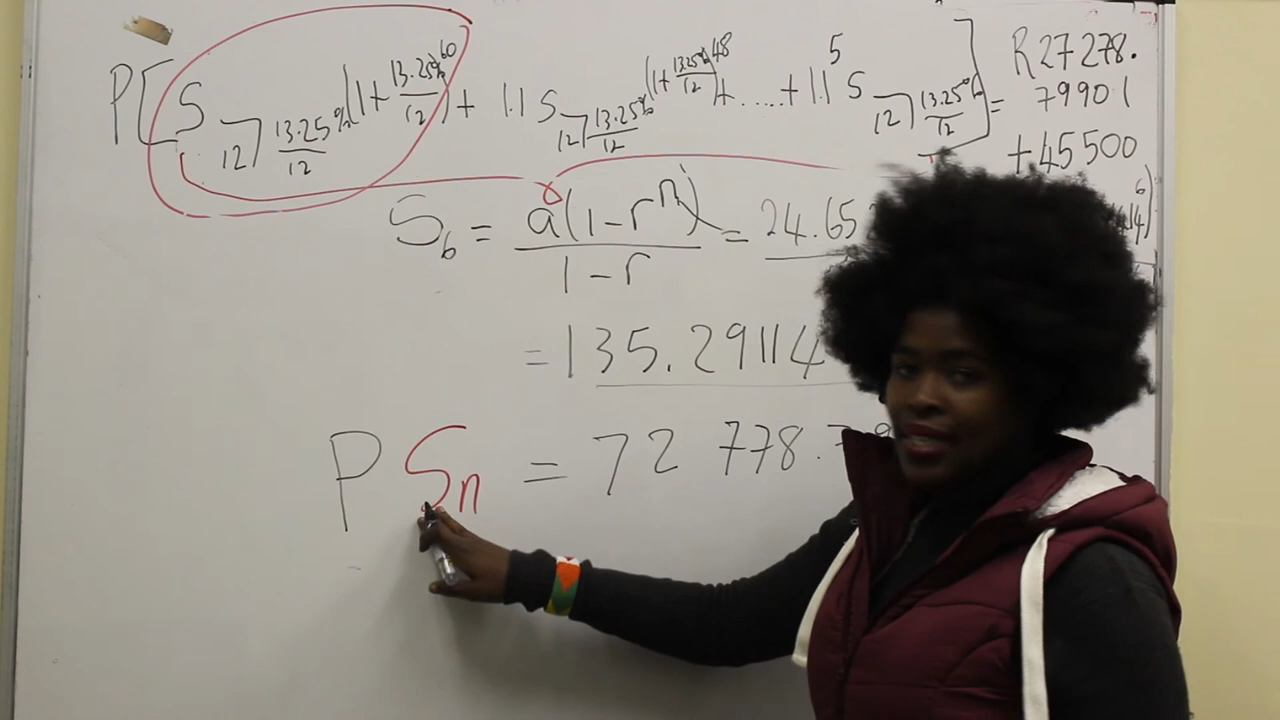 P[S 12⌉ 13.25%/12 (1+13.25%/12)^60 + 1.1 S 12⌉ 13.25%/12 (1+13.25%/12)^48 + ..... + 1.1^5 S 12⌉ 13.25%/12 ] = R27 278.
79901
+45 500
S6 = a(1-r^n)/1-r = 24.65
= 135.29114
P Sn = 72 778.